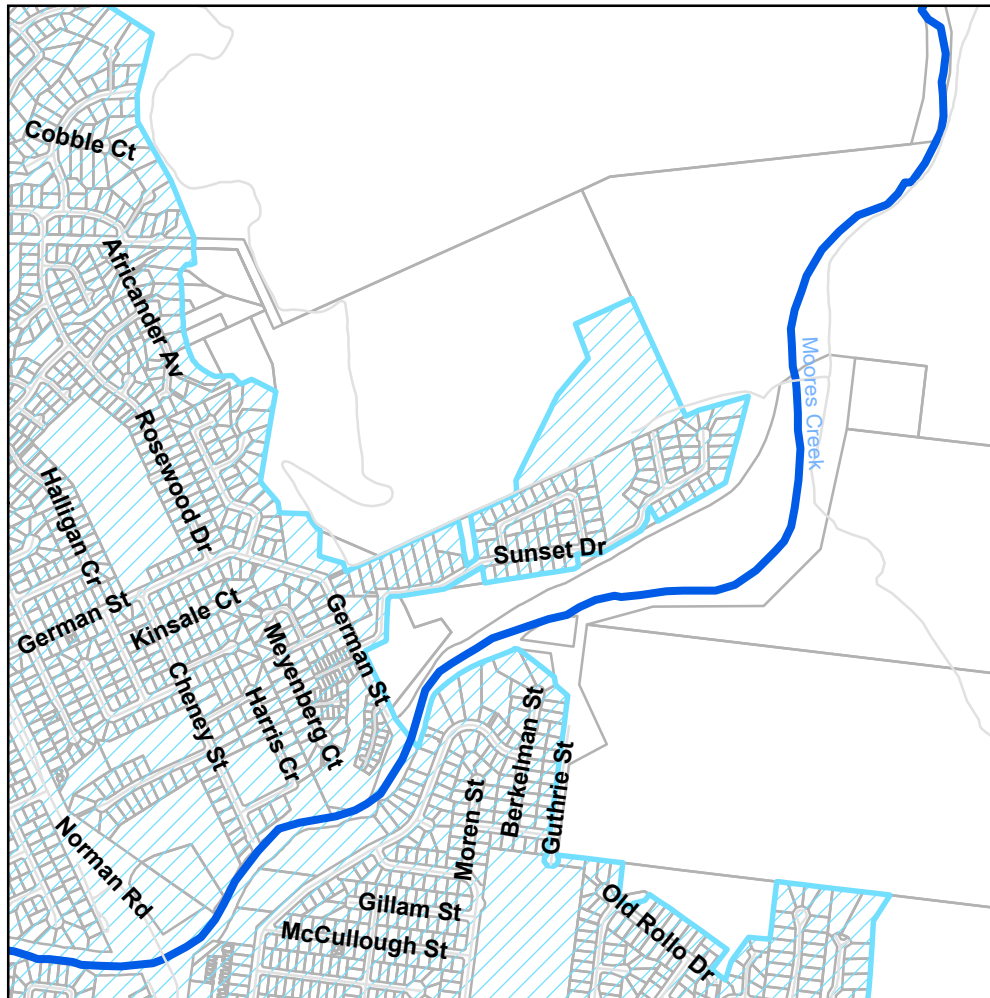 Cobble Ct
Africander Av
Moores Creek
Rosewood Dr
Halligan Cr
Sunset Dr
German St
Kinsale Ct
German St
Meyenberg Ct
Cheney St
Harris Cr
Berkelman St
Guthrie St
Moren St
Norman Rd
Gillam St
Old Rollo Dr
McCullough St